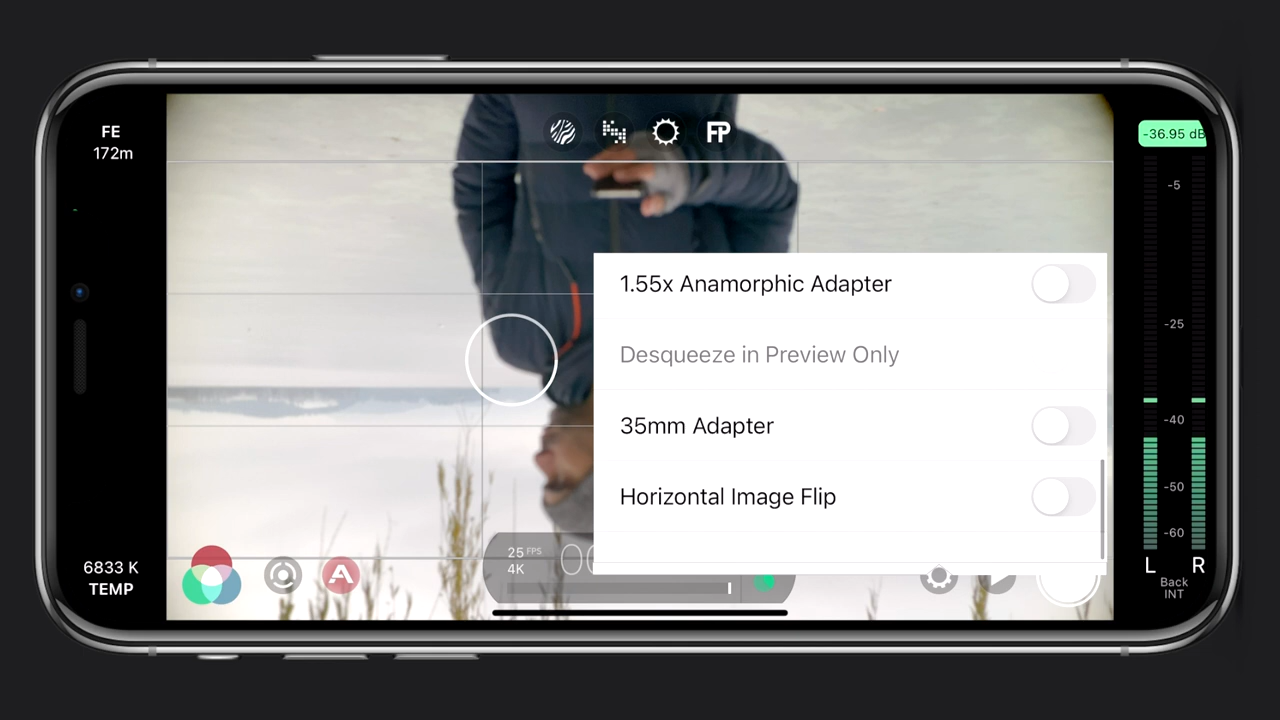 FE
172m
FP
-36.95 dB
-5
-25
-40
-50
-60
L R
Back
INT
1.55x Anamorphic Adapter
Desqueeze in Preview Only
35mm Adapter
Horizontal Image Flip
25 FPS
4K
6833 K
TEMP
A